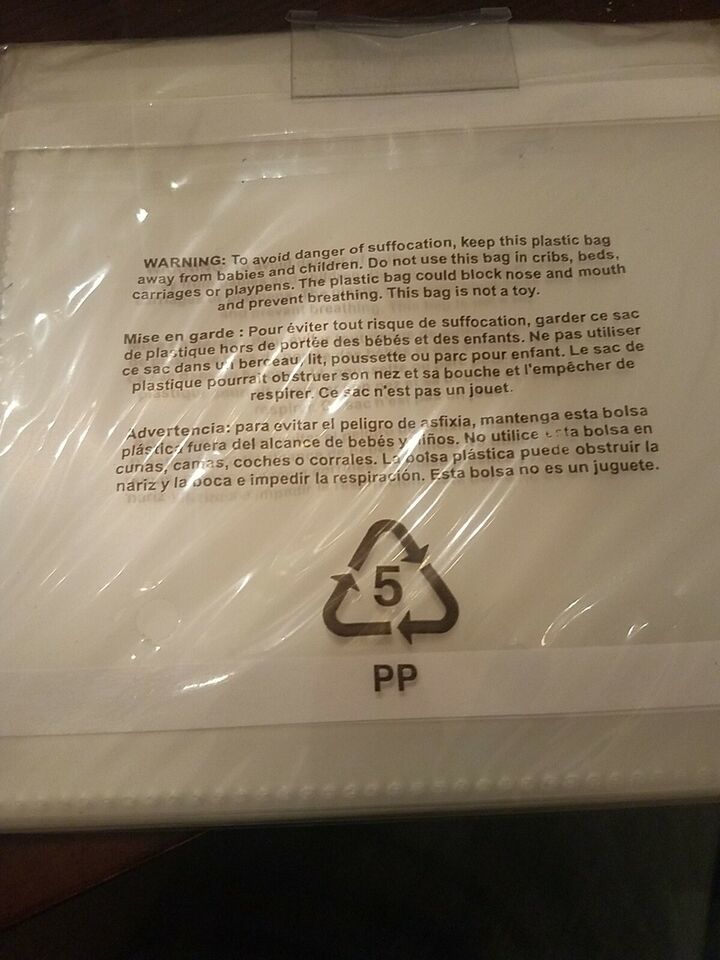 WARNING: To avoid danger of suffocation, keep this plastic bag
away from babies and children. Do not use this bag in cribs, beds,
carriages or playpens. The plastic bag could block nose and mouth
and prevent breathing. This bag is not a toy.
Mise en garde : Pour éviter tout risque de suffocation, garder ce sac
de plastique hors de portée des bébés et des enfants. Ne pas utiliser
ce sac dans un berceau, lit, poussette ou parc pour enfant. Le sac de
plastique pourrait obstruer son nez et sa bouche et l'empêcher de
respirer. Ce sac n'est pas un jouet.
Advertencia: para evitar el peligro de asfixia, mantenga esta bolsa
plástica fuera del alcance de bebés y niños. No utilice esta bolsa en
cunas, camas, coches o corrales. La bolsa plástica puede obstruir la
nariz y la boca e impedir la respiración. Esta bolsa no es un juguete.
5
PP